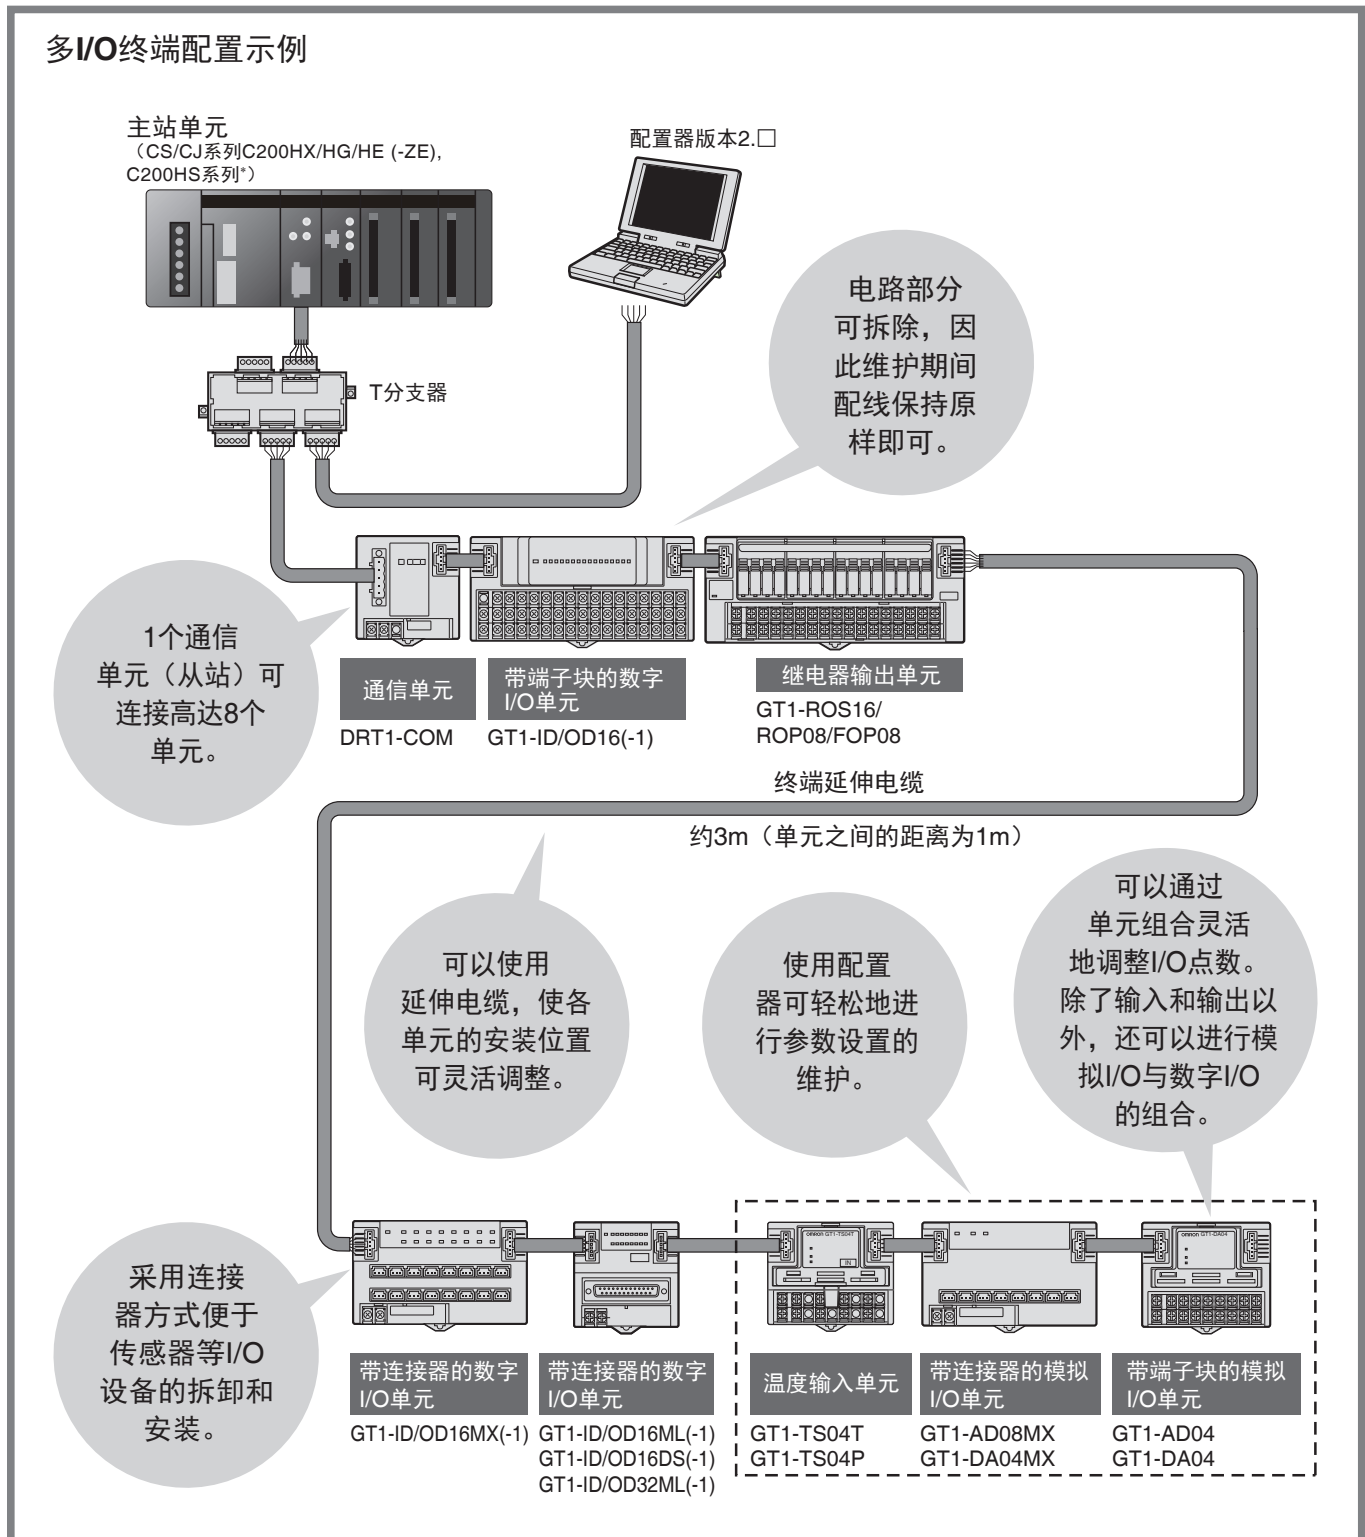 多I/O终端配置示例
主站单元
（CS/CJ系列C200HX/HG/HE (-ZE),
C200HS系列*）
配置器版本2.□
T分支器
电路部分
可拆除，因
此维护期间
配线保持原
样即可。
1个通信
单元（从站）可
连接高达8个
单元。
通信单元
DRT1-COM
带端子块的数字
I/O单元
GT1-ID/OD16(-1)
继电器输出单元
GT1-ROS16/
ROP08/FOP08
终端延伸电缆
约3m（单元之间的距离为1m）
可以使用
延伸电缆，使各
单元的安装位置
可灵活调整。
使用配置
器可轻松地进
行参数设置的
维护。
可以通过
单元组合灵活
地调整I/O点数。
除了输入和输出以
外，还可以进行模
拟I/O与数字I/O
的组合。
采用连接
器方式便于
传感器等I/O
设备的拆卸和
安装。
OMRON GT1-TS04T
IN
OMRON GT1-DA04
带连接器的数字
I/O单元
GT1-ID/OD16MX(-1)
带连接器的数字
I/O单元
GT1-ID/OD16ML(-1)
GT1-ID/OD16DS(-1)
GT1-ID/OD32ML(-1)
温度输入单元
GT1-TS04T
GT1-TS04P
带连接器的模拟
I/O单元
GT1-AD08MX
GT1-DA04MX
带端子块的模拟
I/O单元
GT1-AD04
GT1-DA04